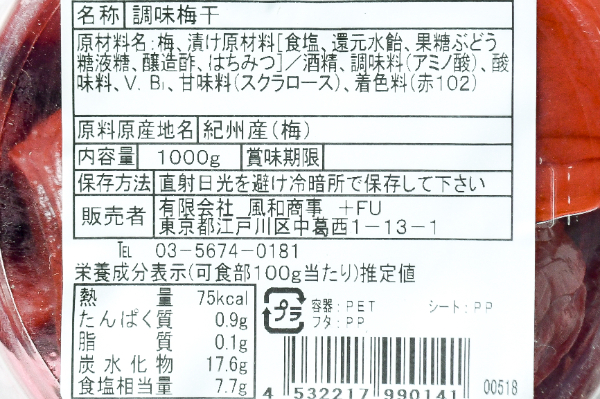 名称 調味梅干
原材料名:梅、漬け原材料[食塩、還元水飴、果糖ぶどう
糖液糖、醸造酢、はちみつ]/酒精、調味料(アミノ酸)、酸
味料、V.B₁、甘味料(スクラロース)、着色料(赤102)
原料原産地名 紀州産(梅)
内容量 1000g 賞味期限
保存方法 直射日光を避け冷暗所で保存して下さい
販売者 有限会社 風和商事 +FU
東京都江戸川区中葛西1-13-1
℡ 03-5674-0181
栄養成分表示(可食部100g当たり)推定値
熱量 75kcal
たんぱく質 0.9g
脂質 0.1g
炭水化物 17.6g
食塩相当量 7.7g
プラ
容器:PET シート:PP
フタ:PP
4 532217 990141
00518